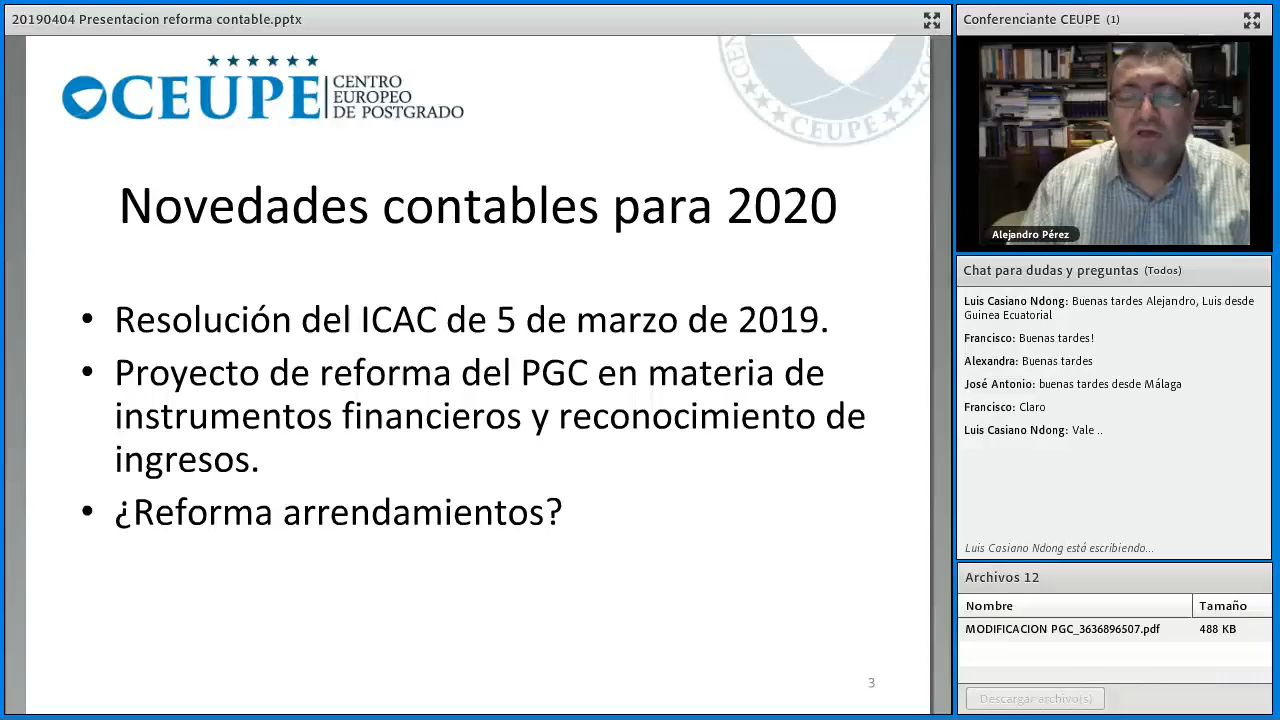 20190404 Presentacion reforma contable.pptx
CEUPE
CENTRO
EUROPEO
DE POSTGRADO
CEUPE
Novedades contables para 2020
• Resolución del ICAC de 5 de marzo de 2019.
• Proyecto de reforma del PGC en materia de
instrumentos financieros y reconocimiento de
ingresos.
• ¿Reforma arrendamientos?
3
Conferenciante CEUPE (1)
Alejandro Pérez
Chat para dudas y preguntas (Todos)
Luis Casiano Ndong: Buenas tardes Alejandro, Luis desde
Guinea Ecuatorial
Francisco: Buenas tardes!
Alexandra: Buenas tardes
José Antonio: buenas tardes desde Málaga
Francisco: Claro
Luis Casiano Ndong: Vale ..
Luis Casiano Ndong está escribiendo...
Archivos 12
Nombre Tamaño
MODIFICACION PGC_3636896507.pdf 488 KB
Descargar archivo(s)